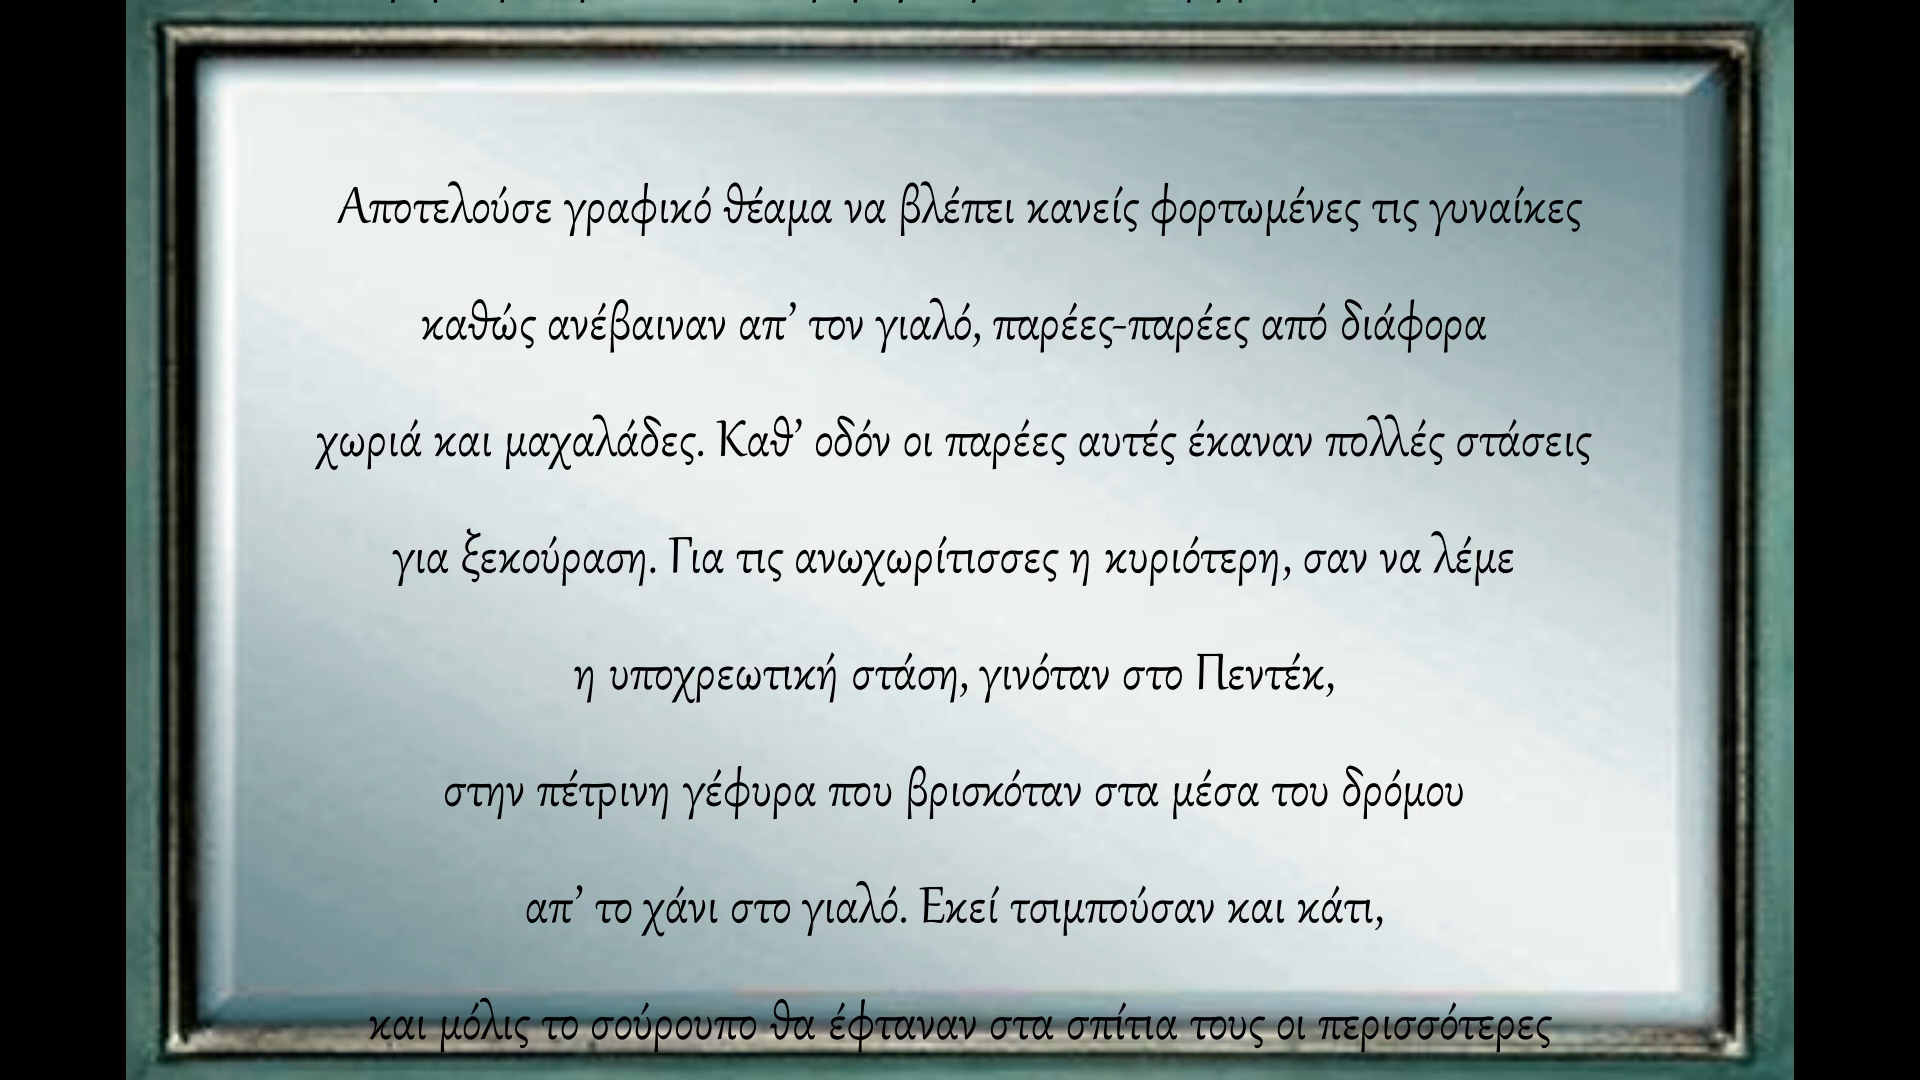 Αποτελούσε γραφικό θέαμα να βλέπει κανείς φορτωμένες τις γυναίκες
καθώς ανέβαιναν απ’ τον γιαλό, παρέες-παρέες από διάφορα
χωριά και μαχαλάδες. Καθ’ οδόν οι παρέες αυτές έκαναν πολλές στάσεις
για ξεκούραση. Για τις ανωχωρίτισσες η κυριότερη, σαν να λέμε
η υποχρεωτική στάση, γινόταν στο Πεντέκ,
στην πέτρινη γέφυρα που βρισκόταν στα μέσα του δρόμου
απ’ το χάνι στο γιαλό. Εκεί τσιμπούσαν και κάτι,
και μόλις το σούρουπο θα έφταναν στα σπίτια τους οι περισσότερες